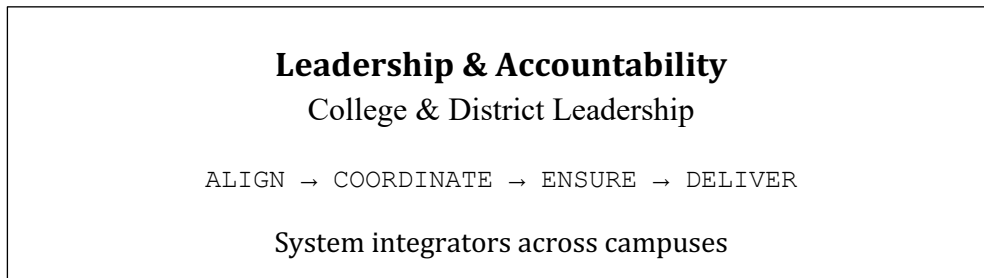 Leadership & Accountability
College & District Leadership
ALIGN → COORDINATE → ENSURE → DELIVER
System integrators across campuses